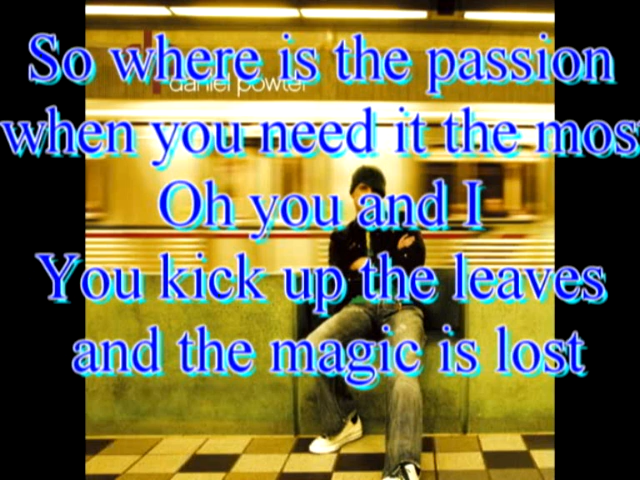 So where is the passion
daniel powter
when you need it the mos
Oh you and I
You kick up the leaves
and the magic is lost